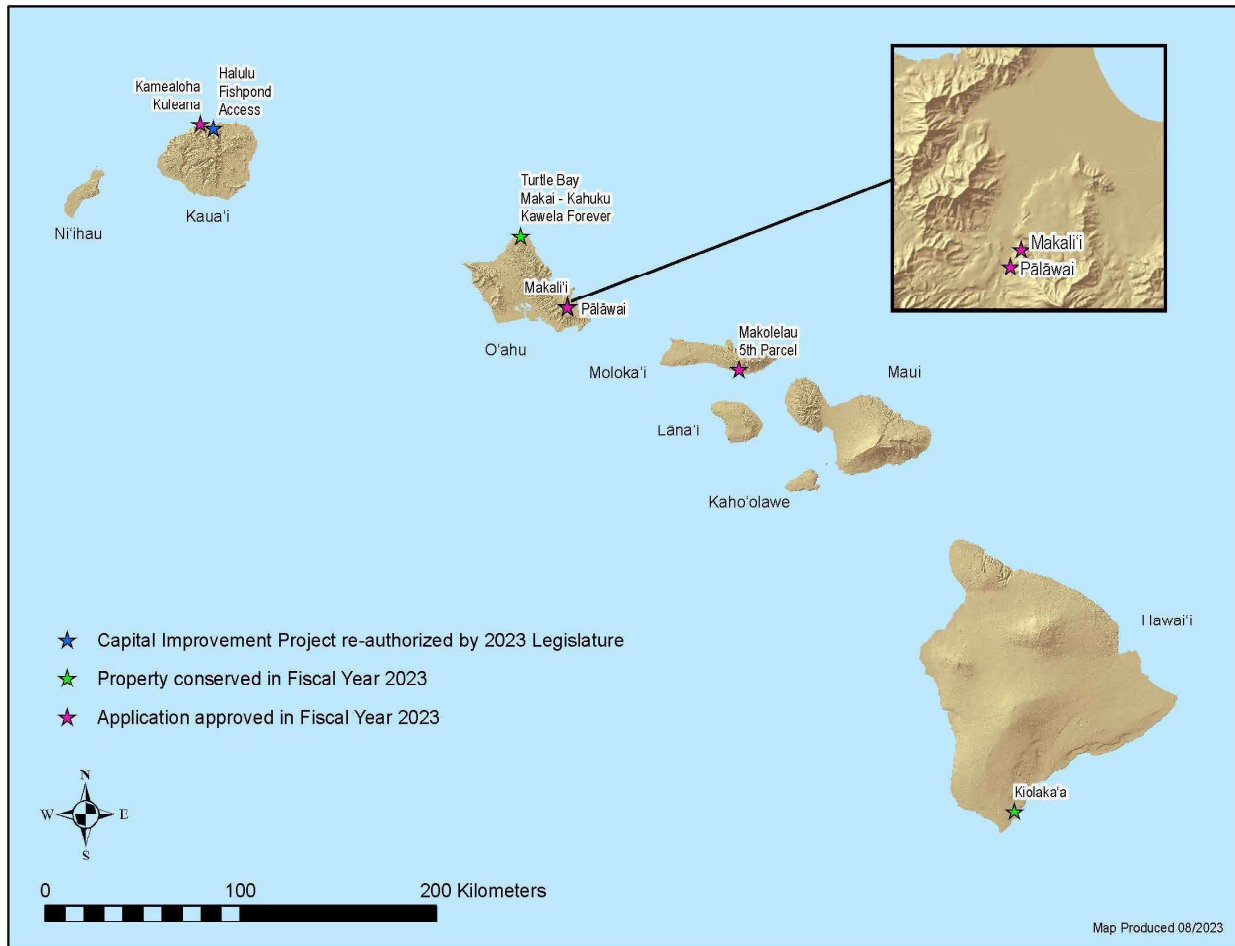 Kamealoha
Kuleana
Halulu
Fishpond
Access
Kaua‘i
Ni‘ihau
Turtle Bay
Makai - Kahuku
Kawela Forever
Makali‘i
Pālāwai
O‘ahu
Makali‘i
Pālāwai
Makolelau
5th Parcel
Moloka‘i
Maui
Lāna‘i
Kaho‘olawe
Hawai‘i
Kiolaka‘a
Capital Improvement Project re-authorized by 2023 Legislature
Property conserved in Fiscal Year 2023
Application approved in Fiscal Year 2023
N
W E
S
0 100 200 Kilometers
Map Produced 08/2023